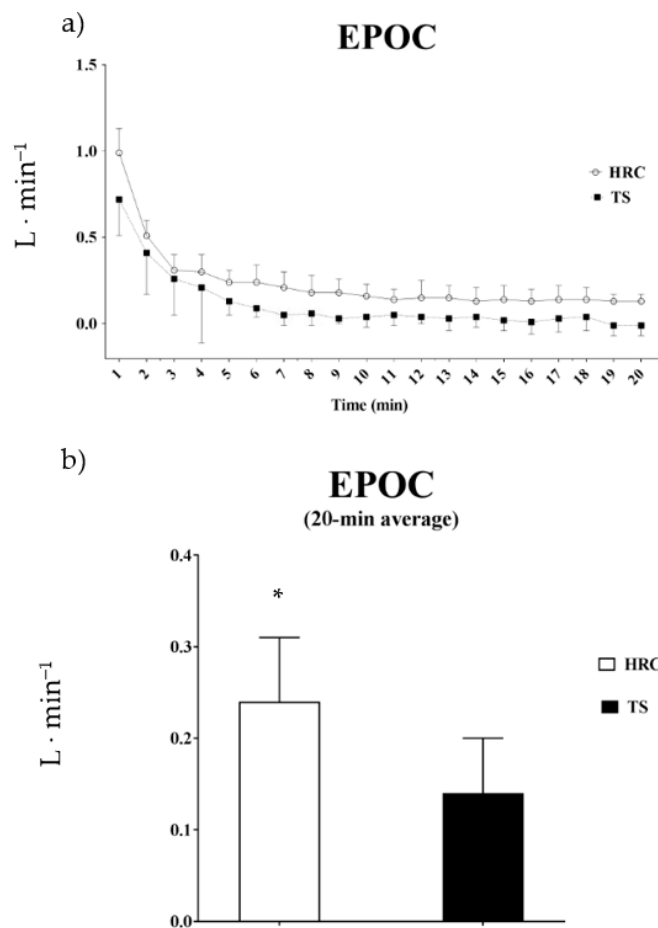 a)
EPOC
1.5
1.0
0.5
0.0
L · min⁻¹
HRC
TS
1 2 3 4 5 6 7 8 9 10 11 12 13 14 15 16 17 18 19 20
Time (min)
b)
EPOC
(20-min average)
0.4
0.3
0.2
0.1
0.0
L · min⁻¹
*
HRC
TS